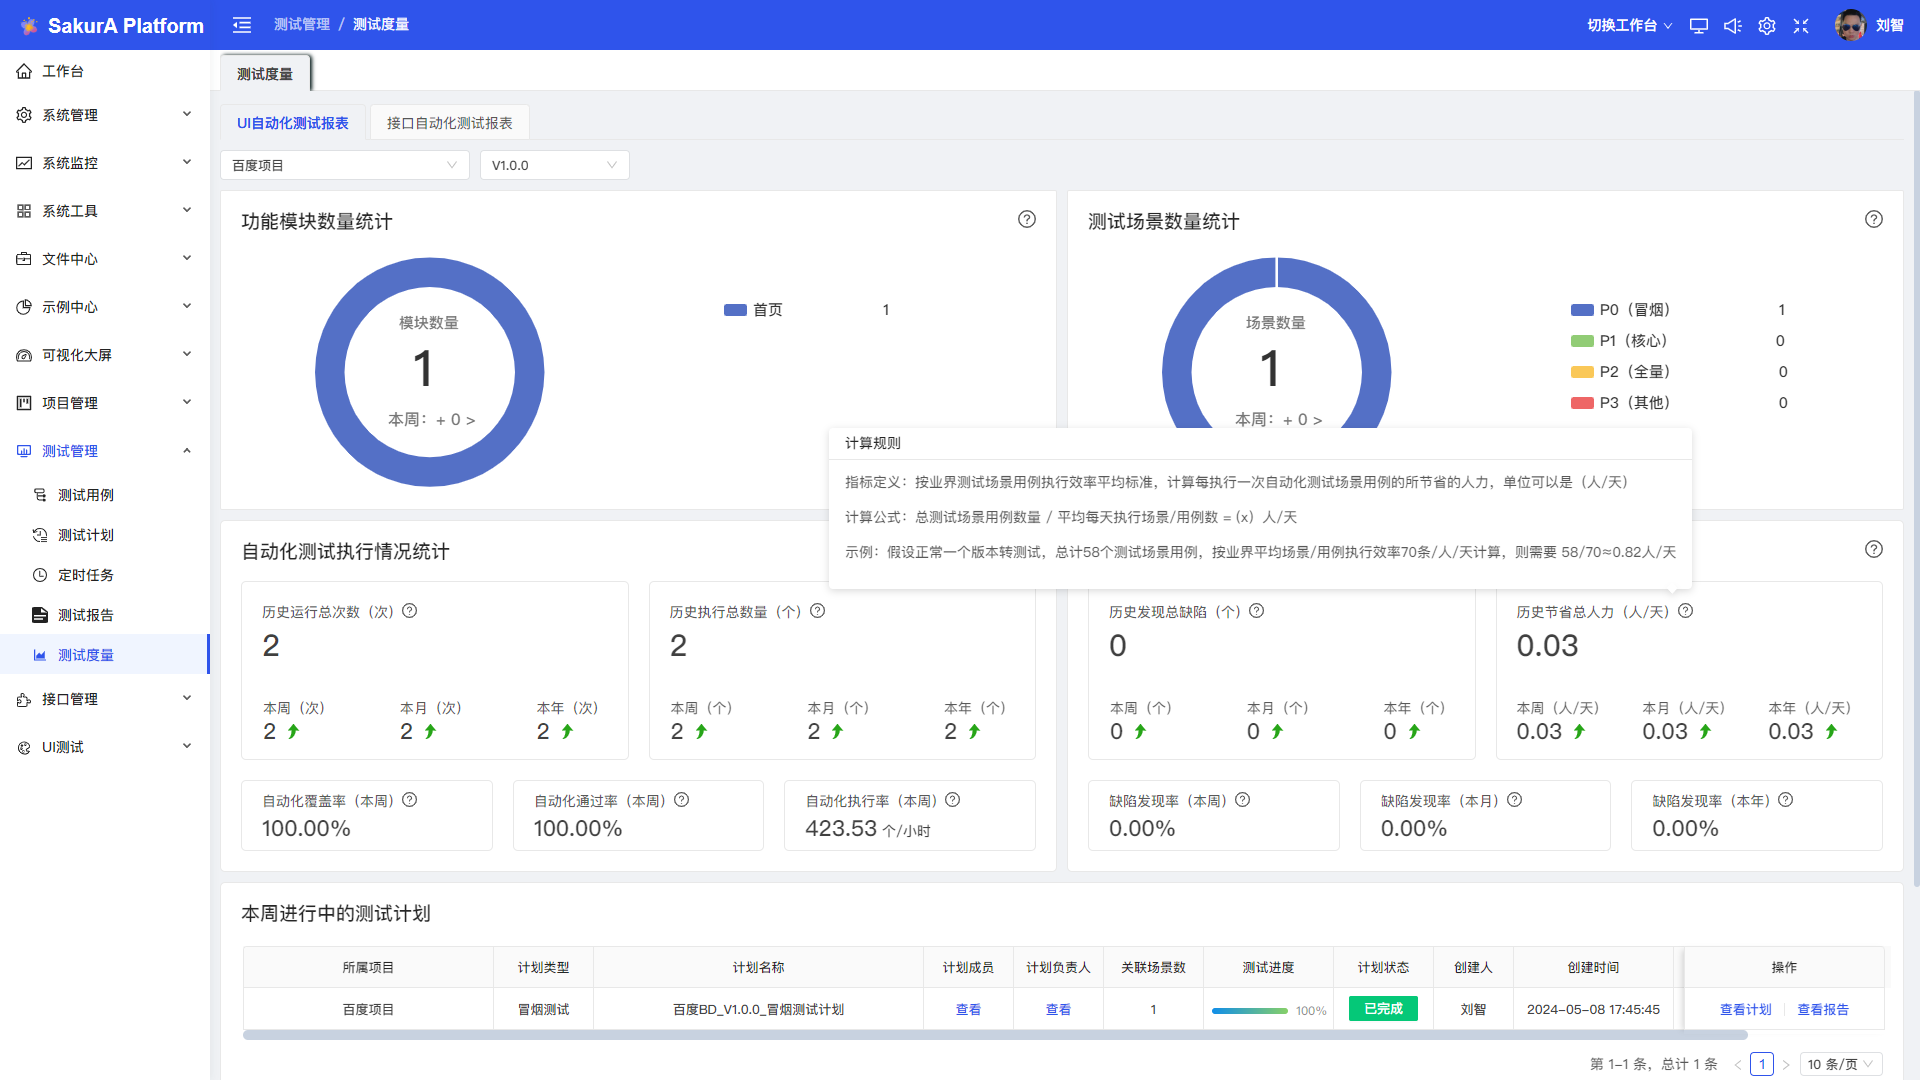 SakurA Platform
测试管理 / 测试度量
切换工作台
刘智
工作台
系统管理
系统监控
系统工具
文件中心
示例中心
可视化大屏
项目管理
测试管理
测试用例
测试计划
定时任务
测试报告
测试度量
接口管理
UI测试
测试度量
UI自动化测试报表
接口自动化测试报表
百度项目
V1.0.0
功能模块数量统计
模块数量
1
本周：+ 0 >
首页 1
测试场景数量统计
场景数量
1
本周：+ 0 >
P0（冒烟） 1
P1（核心） 0
P2（全量） 0
P3（其他） 0
计算规则
指标定义：按业界测试场景用例执行效率平均标准，计算每执行一次自动化测试场景用例的所节省的人力，单位可以是（人/天）
计算公式：总测试场景用例数量 / 平均每天执行场景/用例数 =（x）人/天
示例：假设正常一个版本转测试，总计58个测试场景用例，按业界平均场景/用例执行效率70条/人/天计算，则需要 58/70≈0.82人/天
自动化测试执行情况统计
历史运行总次数（次）
2
本周（次） 本月（次） 本年（次）
2 2 2
历史执行总数量（个）
2
本周（个） 本月（个） 本年（个）
2 2 2
自动化覆盖率（本周）
100.00%
自动化通过率（本周）
100.00%
自动化执行率（本周）
423.53 个/小时
历史发现总缺陷（个）
0
本周（个） 本月（个） 本年（个）
0 0 0
历史节省总人力（人/天）
0.03
本周（人/天） 本月（人/天） 本年（人/天）
0.03 0.03 0.03
缺陷发现率（本周）
0.00%
缺陷发现率（本月）
0.00%
缺陷发现率（本年）
0.00%
本周进行中的测试计划
所属项目 计划类型 计划名称 计划成员 计划负责人 关联场景数 测试进度 计划状态 创建人 创建时间 操作
百度项目 冒烟测试 百度BD_V1.0.0_冒烟测试计划 查看 查看 1 100% 已完成 刘智 2024-05-08 17:45:45 查看计划 查看报告
第 1-1 条，总计 1 条 < 1 > 10 条/页